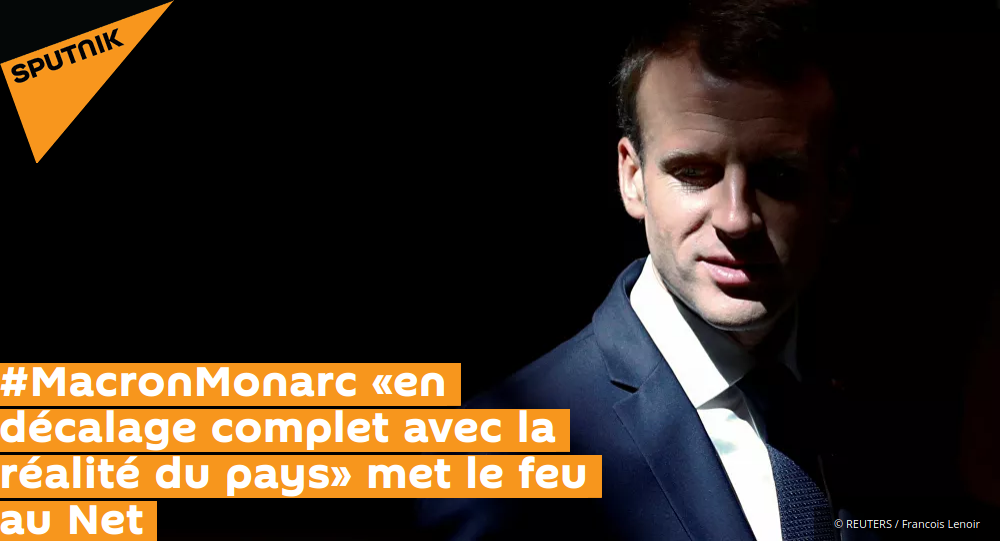 SPUTNIK
#MacronMonarc «en
décalage complet avec la
réalité du pays» met le feu
au Net
© REUTERS / Francois Lenoir